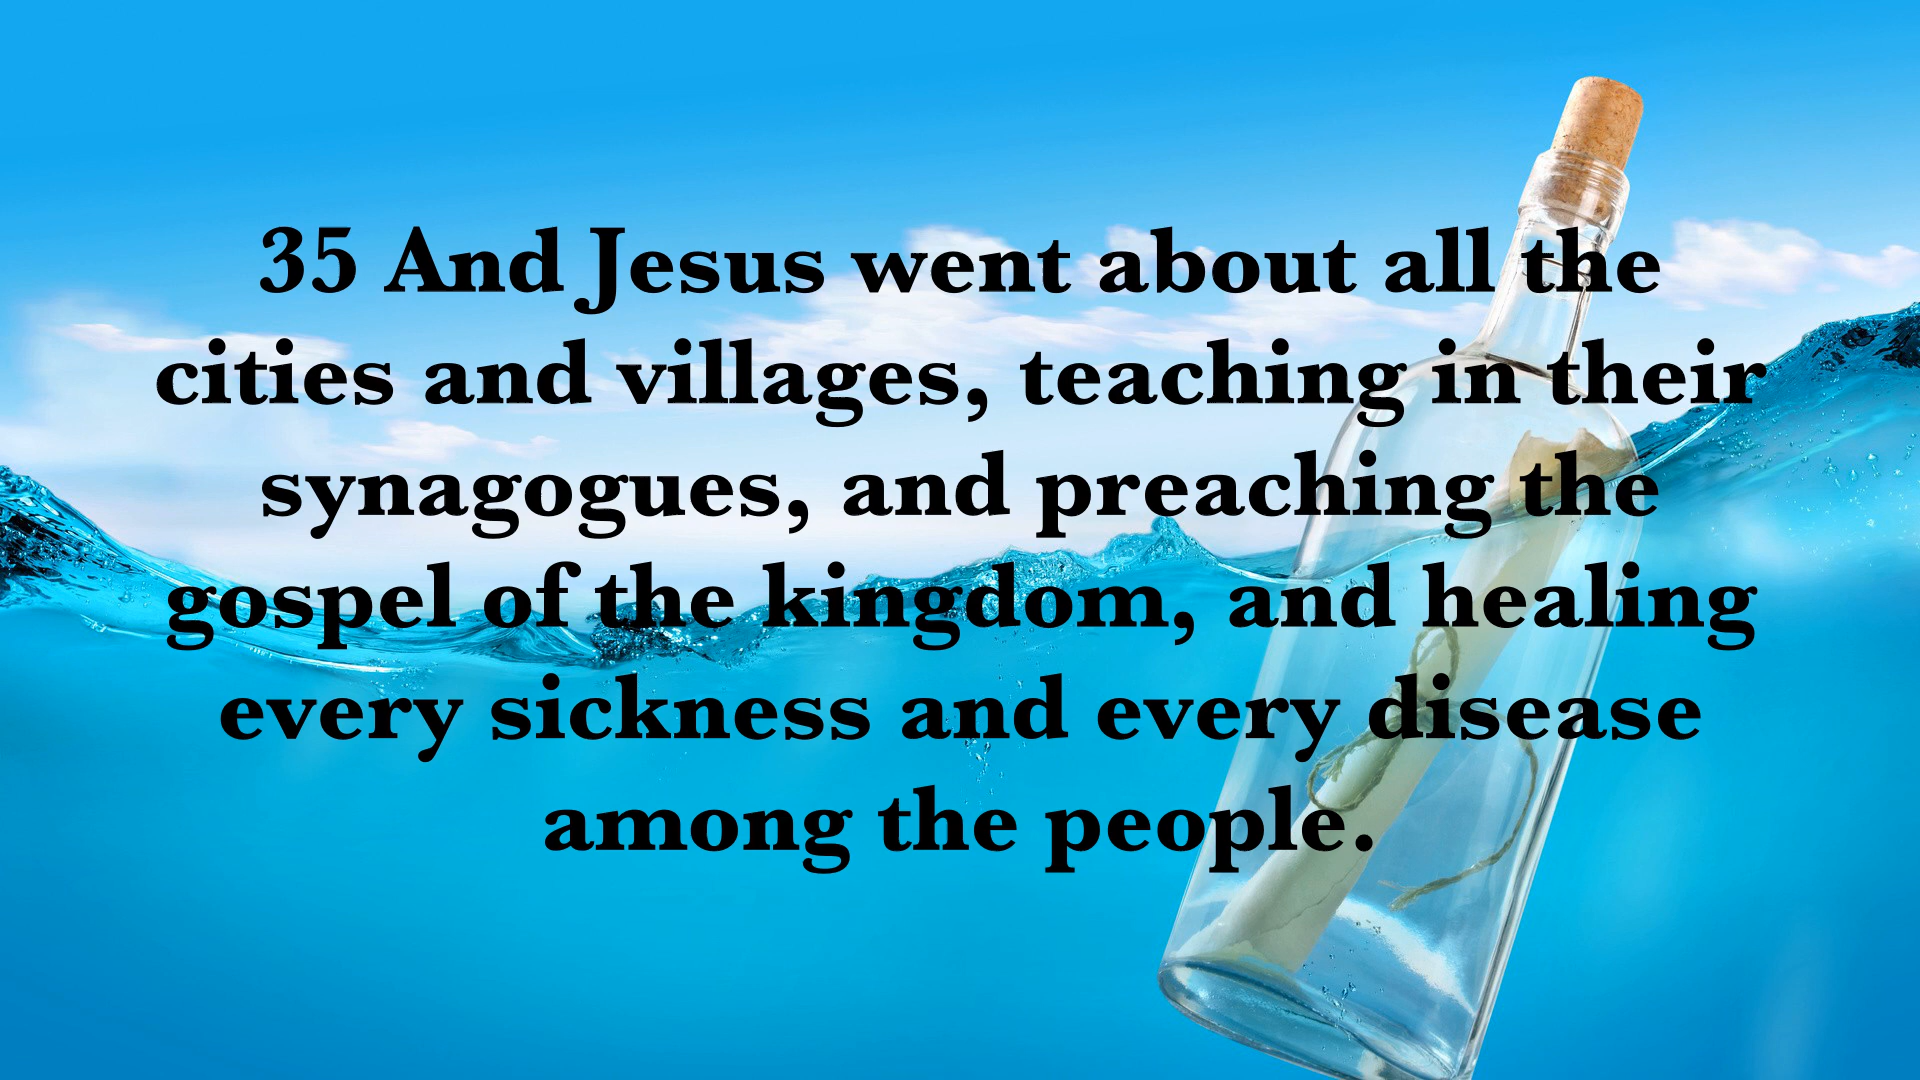 35 And Jesus went about all the
cities and villages, teaching in their
synagogues, and preaching the
gospel of the kingdom, and healing
every sickness and every disease
among the people.